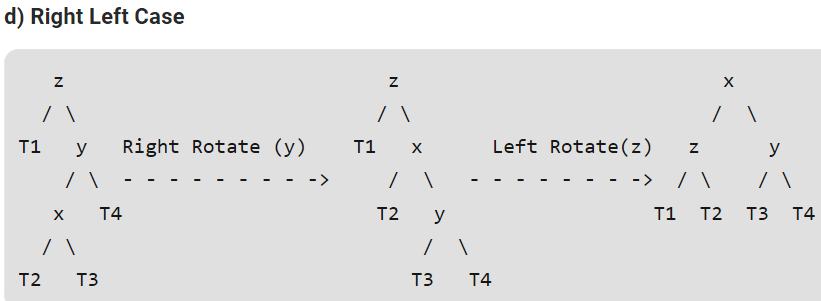 d) Right Left Case
z z x
/ \ / \ / \
T1 y Right Rotate (y) T1 x Left Rotate(z) z y
/ \ - - - - - - - - -> / \ - - - - - - - -> / \ / \
x T4 T2 y T1 T2 T3 T4
/ \ / \
T2 T3 T3 T4